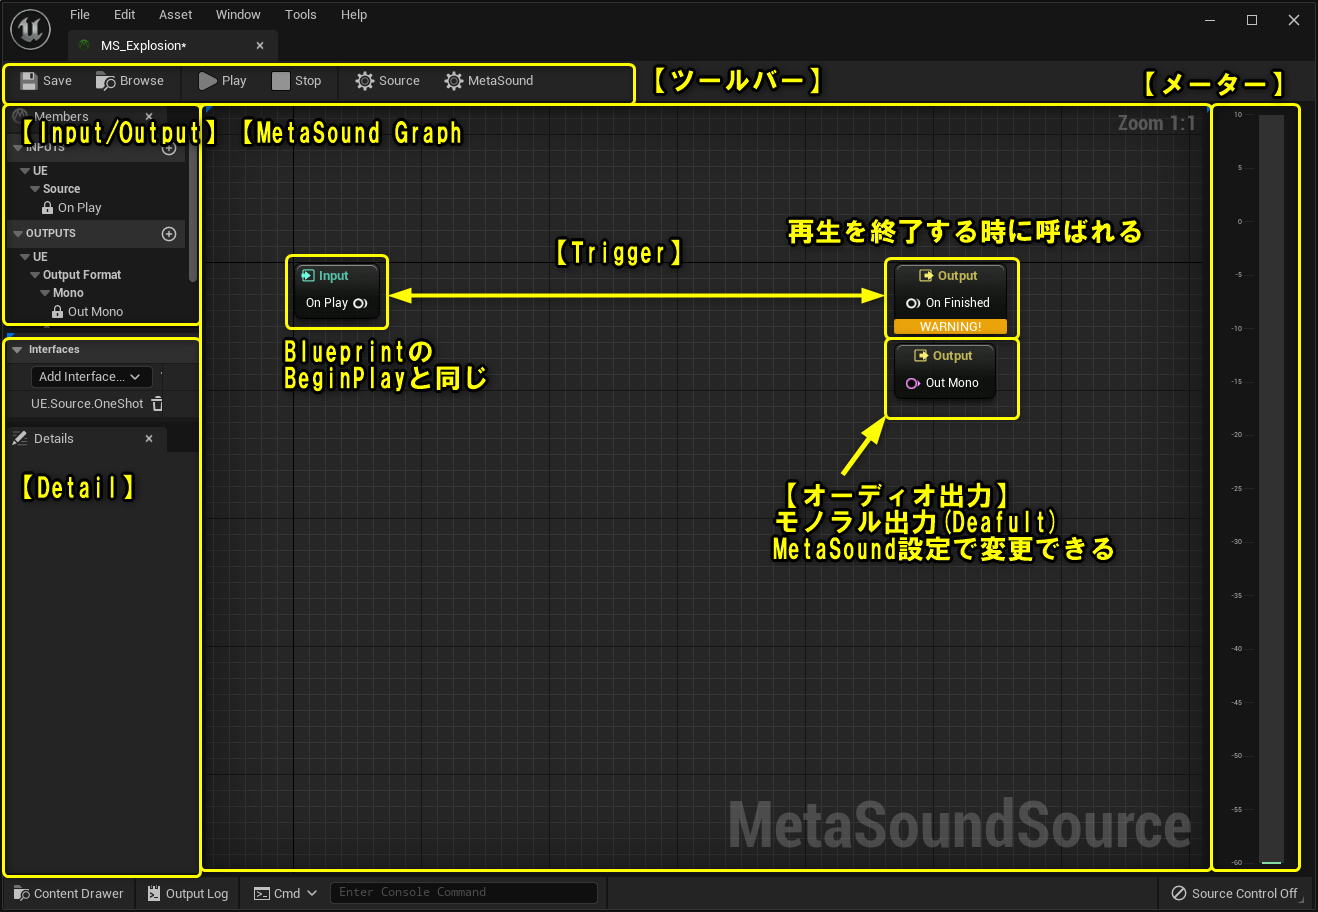 File Edit Asset Window Tools Help
MS_Explosion*
Save Browse Play Stop Source MetaSound
【ツールバー】
【メーター】
Members
【Input/Output】
【MetaSound Graph
Zoom 1:1
INPUTS
UE
Source
On Play
OUTPUTS
UE
Output Format
Mono
Out Mono
Interfaces
Add Interface...
UE.Source.OneShot
Details
【Detail】
Input
On Play
Blueprintの
BeginPlayと同じ
【Trigger】
再生を終了する時に呼ばれる
Output
On Finished
WARNING!
Output
Out Mono
【オーディオ出力】
モノラル出力(Deafult)
MetaSound設定で変更できる
MetaSoundSource
10
5
0
-5
-10
-15
-20
-25
-30
-35
-40
-45
-50
-55
-60
Content Drawer Output Log Cmd Enter Console Command Source Control Off